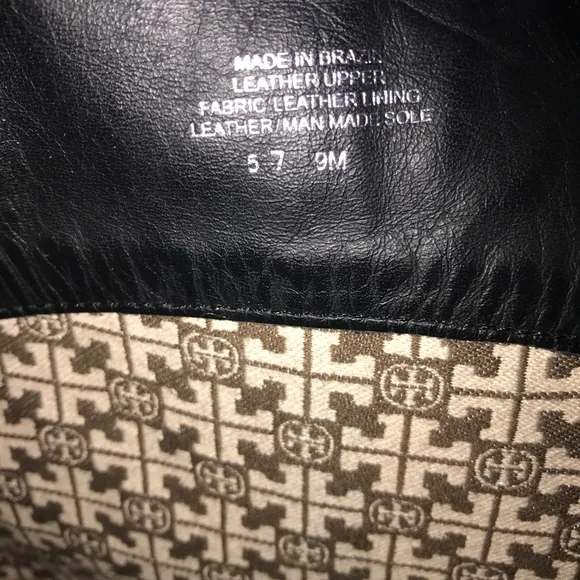 MADE IN BRAZIL
LEATHER UPPER
FABRIC LEATHER LINING
LEATHER/MAN MADE SOLE
5 7 9M